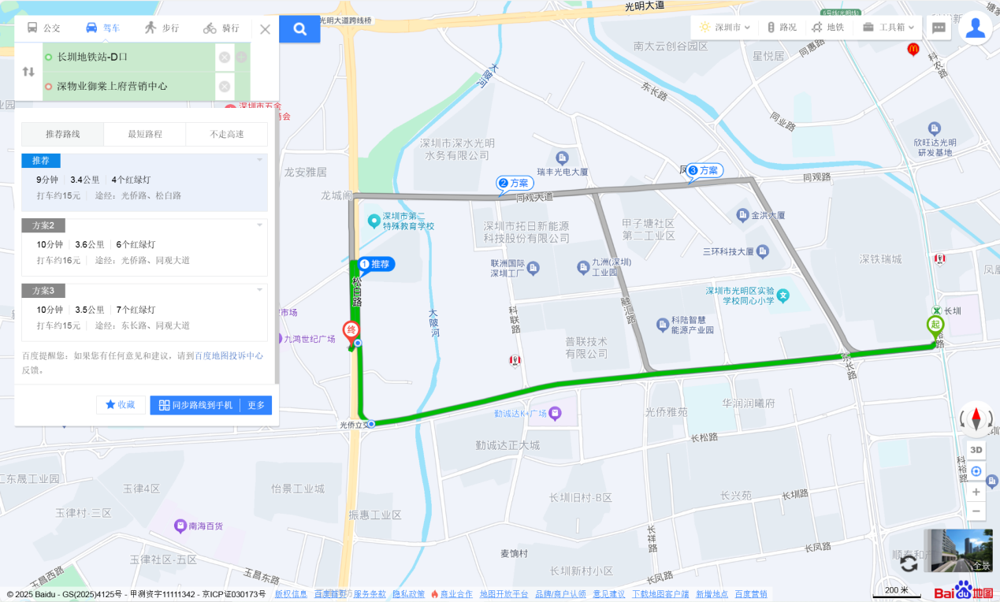 公交
驾车
步行
骑行
长圳地铁站-D口
深物业御棠上府营销中心
推荐路线
最短路程
不走高速
推荐
9分钟 3.4公里 4个红绿灯
打车约15元 途经：光侨路、松白路
方案2
10分钟 3.6公里 6个红绿灯
打车约16元 途经：光侨路、同观大道
方案3
10分钟 3.5公里 7个红绿灯
打车约15元 途经：东长路、同观大道
百度提醒您：如果您有任何意见和建议，请到百度地图投诉中心
反馈。
收藏
同步路线到手机
更多
光明大道跨线桥
光明大道
6号线(光明线)
深圳市
路况
地铁
工具箱
南太云创谷园区
星悦居
同惠路
科农路
大陂河
东长路
同业路
欣旺达光明
研发基地
深圳市深水光明
水务有限公司
瑞丰光电大厦
龙安雅居
龙城阁
2 方案
3 方案
同观大道
同观路
深圳市第二
特殊教育学校
深圳市拓日新能源
科技股份有限公司
甲子塘社区
第二工业区
金洪大厦
三环科技大厦
深铁瑞城
1 推荐
联洲国际
深圳工厂
九洲(深圳)
工业园
松白路
融汇路
深圳市光明区实验
学校同心小学
长圳
起
终
九鸿世纪广场
大陂河
科联路
科陆智慧
能源产业园
普联技术
有限公司
东长路
勤诚达K+广场
光侨雅苑
华润润曦府
勤诚达正大城
长松路
3D
科裕路
玉律4区
怡景工业城
玉律村-三区
振惠工业区
长圳旧村-B区
长兴苑
长圳路
南海百货
长祥路
麦饷村
长凤路
玉律社区-五区
玉昌西路
玉昌东路
长圳新村小区
长凤路
全景
200 米
Bai du 地图
© 2025 Baidu - GS(2025)4125号 - 甲测资字11111342 - 京ICP证030173号
版权信息
百度首页
服务条款
隐私政策
商业合作
地图开放平台
品牌/商户认领
意见建议
下载地图客户端
新增地点
百度营销